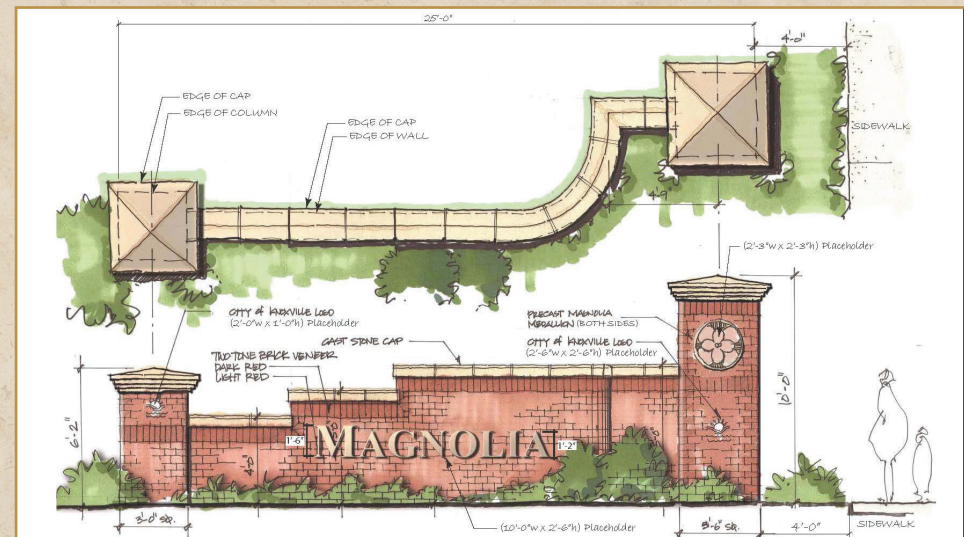 25'-0"
4'-0"
EDGE OF CAP
EDGE OF COLUMN
EDGE OF CAP
EDGE OF WALL
SIDEWALK
4'-9"
(2'-3"w x 2'-3"h) Placeholder
CITY of KNOXVILLE LOGO
(2'-0"w x 1'-0"h) Placeholder
PRECAST MAGNOLIA
MEDALLION (BOTH SIDES)
CAST STONE CAP
CITY of KNOXVILLE LOGO
(2'-6"w x 2'-6"h) Placeholder
TWO TONE BRICK VENEER
DARK RED
LIGHT RED
10'-0"
6'-2"
1'-6"
MAGNOLIA
1'-2"
4'-0"
3'-0" SQ.
(10'-0"w x 2'-6"h) Placeholder
3'-6" SQ.
4'-0"
SIDEWALK